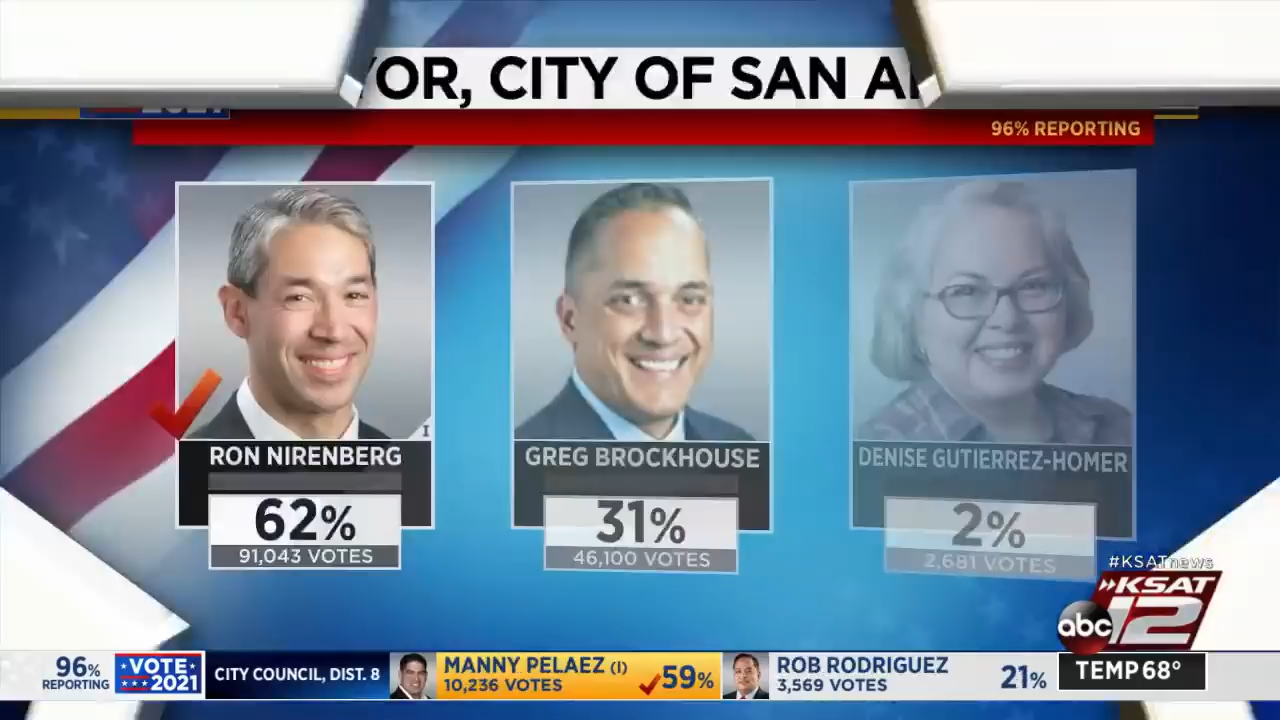 YOR, CITY OF SAN A
2021
96% REPORTING
I
RON NIRENBERG
62%
91,043 VOTES
GREG BROCKHOUSE
31%
46,100 VOTES
DENISE GUTIERREZ-HOMER
2%
2,681 VOTES
#KSATnews
KSAT
abc 12
96%
REPORTING
VOTE
2021
CITY COUNCIL, DIST. 8
MANNY PELAEZ (I)
10,236 VOTES
59%
ROB RODRIGUEZ
3,569 VOTES
21%
TEMP 68°